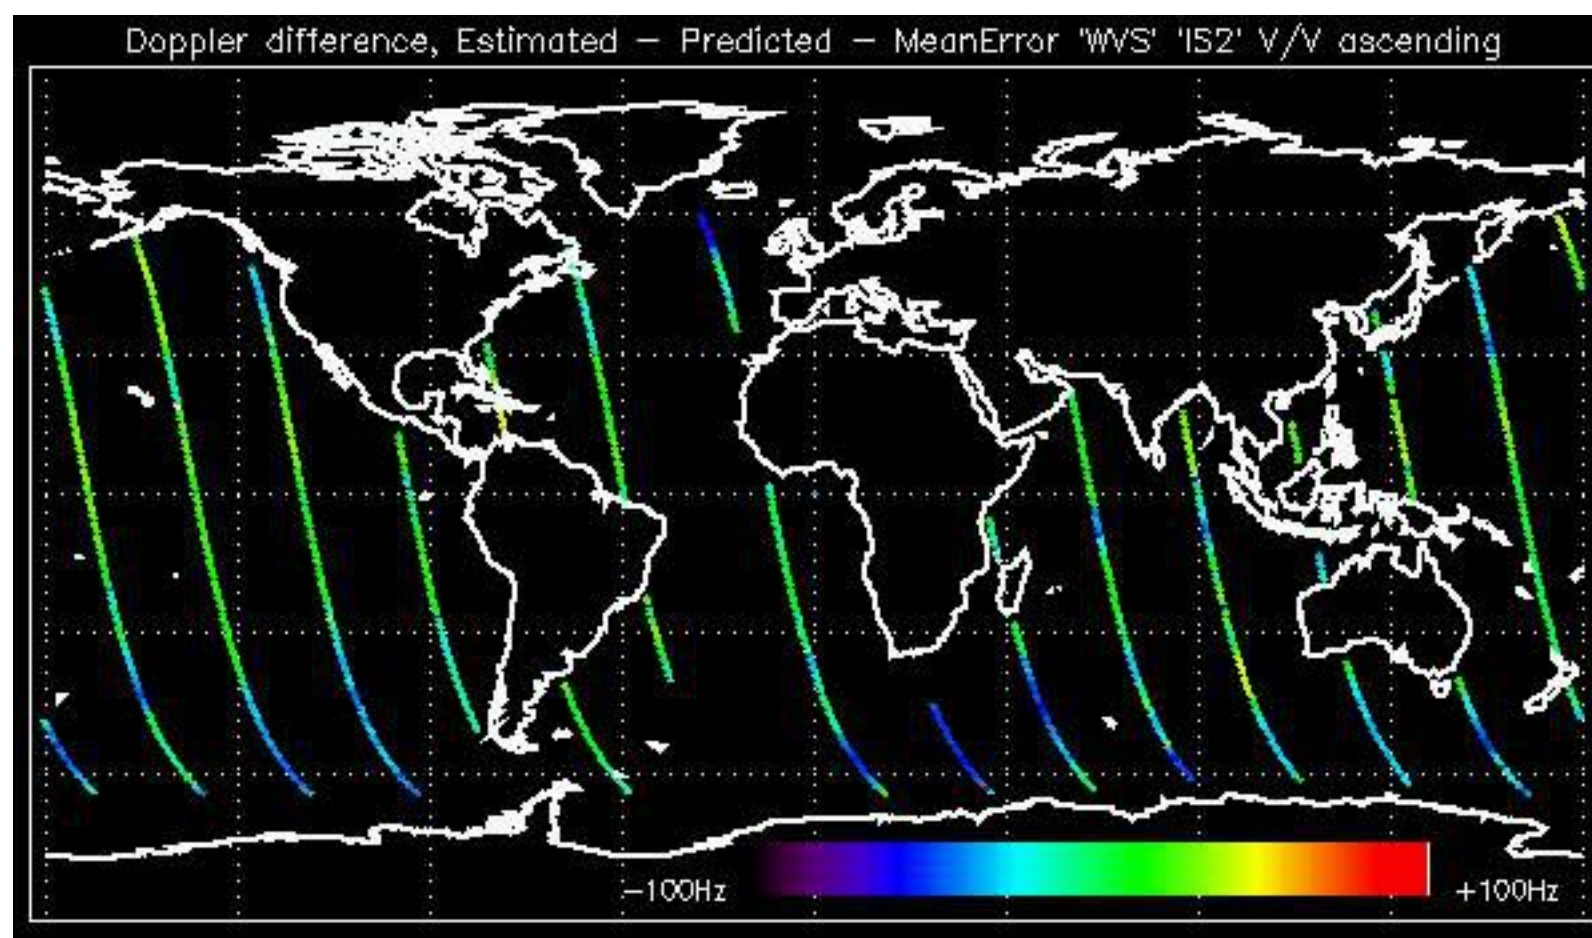 Doppler difference, Estimated - Predicted - MeanError 'WVS' 'IS2' V/V ascending
-100Hz +100Hz